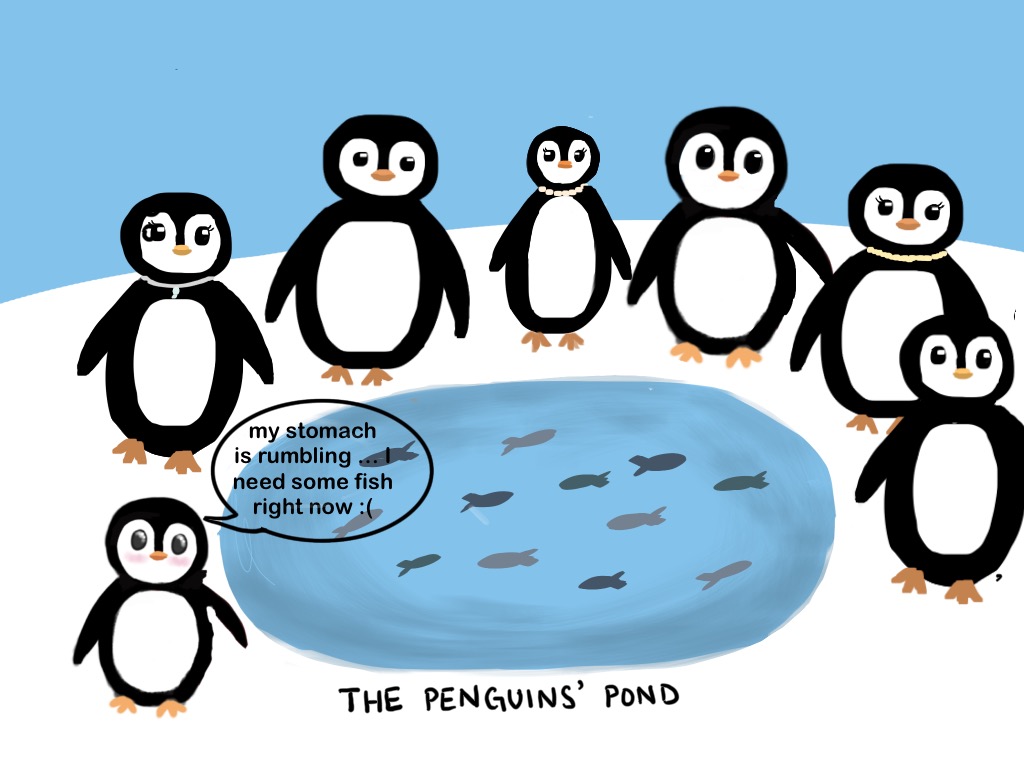 my stomach
is rumbling ... I
need some fish
right now :(
THE PENGUINS' POND